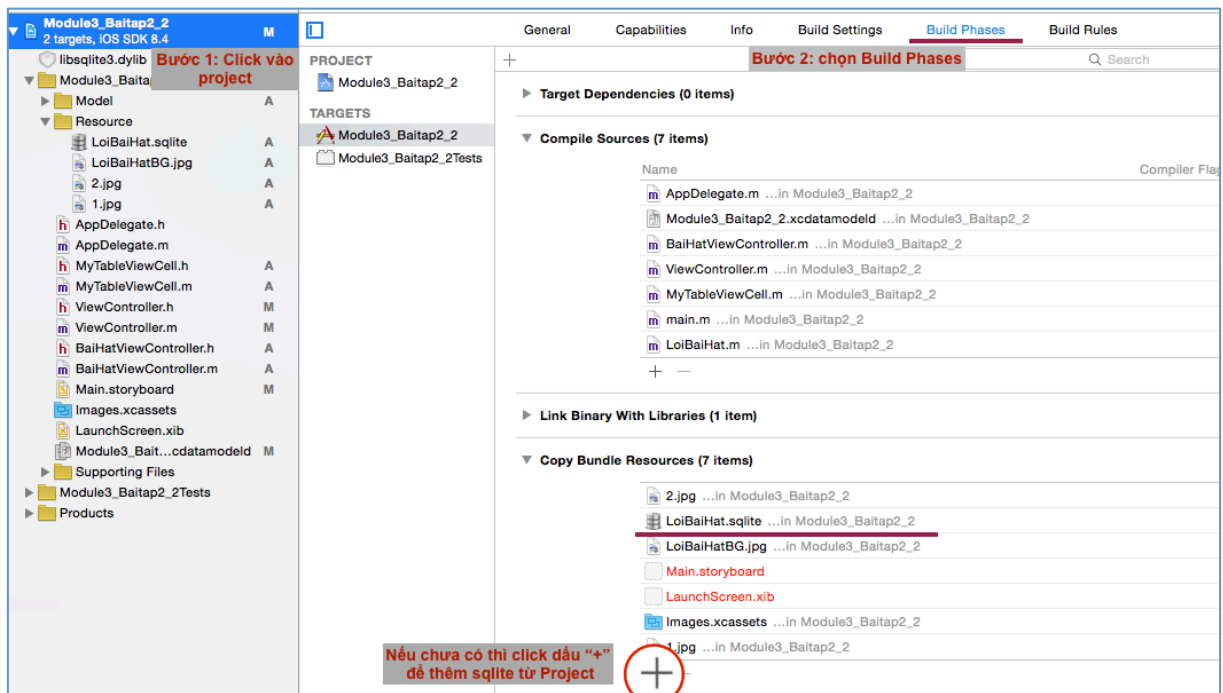 Module3_Baitap2_2
2 targets, iOS SDK 8.4
M
libsqlite3.dylib
Bước 1: Click vào
project
Module3_Baita
Model A
Resource
LoiBaiHat.sqlite A
LoiBaiHatBG.jpg A
2.jpg A
1.jpg A
AppDelegate.h
AppDelegate.m
MyTableViewCell.h A
MyTableViewCell.m A
ViewController.h M
ViewController.m M
BaiHatViewController.h A
BaiHatViewController.m A
Main.storyboard M
Images.xcassets
LaunchScreen.xib
Module3_Bait...cdatamodeld M
Supporting Files
Module3_Baitap2_2Tests
Products
PROJECT
Module3_Baitap2_2
TARGETS
Module3_Baitap2_2
Module3_Baitap2_2Tests
General Capabilities Info Build Settings Build Phases Build Rules
+
Bước 2: chọn Build Phases
Search
Target Dependencies (0 items)
Compile Sources (7 items)
Name Compiler Flag
AppDelegate.m ...in Module3_Baitap2_2
Module3_Baitap2_2.xcdatamodeld ...in Module3_Baitap2_2
BaiHatViewController.m ...in Module3_Baitap2_2
ViewController.m ...in Module3_Baitap2_2
MyTableViewCell.m ...in Module3_Baitap2_2
main.m ...in Module3_Baitap2_2
LoiBaiHat.m ...in Module3_Baitap2_2
+ −
Link Binary With Libraries (1 item)
Copy Bundle Resources (7 items)
2.jpg ...in Module3_Baitap2_2
LoiBaiHat.sqlite ...in Module3_Baitap2_2
LoiBaiHatBG.jpg ...in Module3_Baitap2_2
Main.storyboard
LaunchScreen.xib
Images.xcassets ...in Module3_Baitap2_2
1.jpg ...in Module3_Baitap2_2
Nếu chưa có thì click dấu “+”
để thêm sqlite từ Project
+